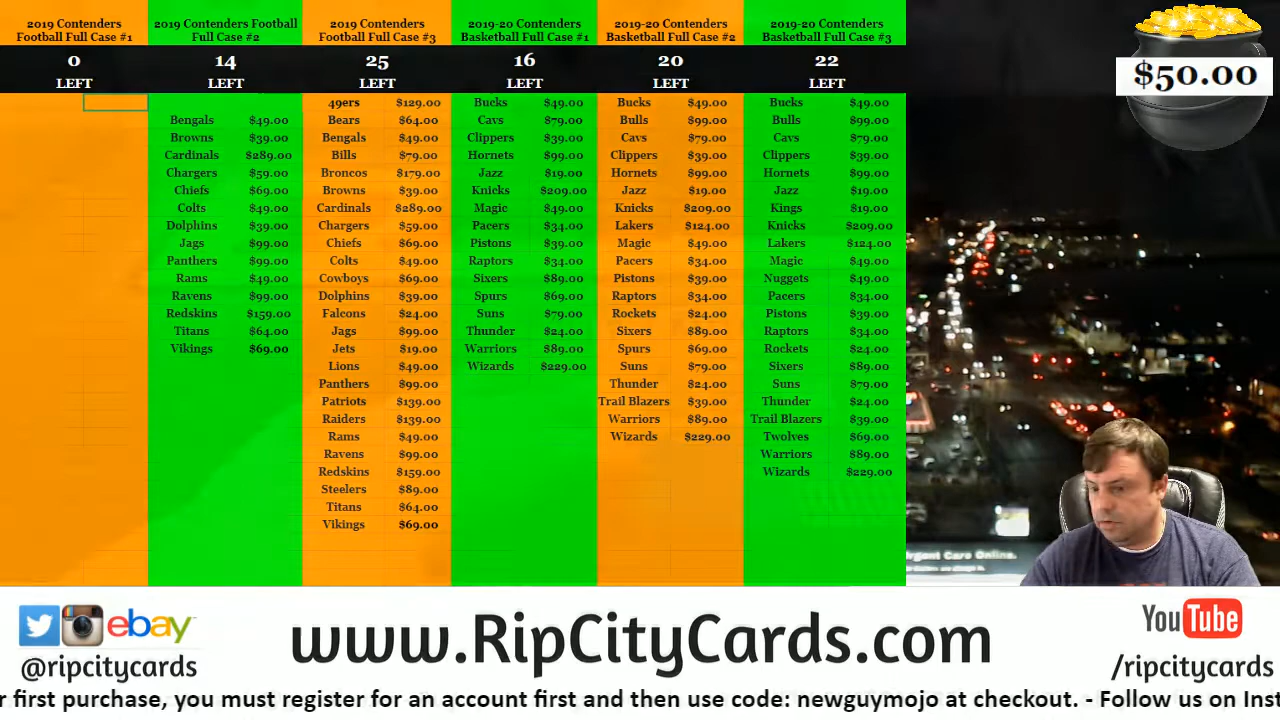 2019 Contenders
Football Full Case #1
0
LEFT
2019 Contenders Football
Full Case #2
14
LEFT
Bengals $49.00
Browns $39.00
Cardinals $289.00
Chargers $59.00
Chiefs $69.00
Colts $49.00
Dolphins $39.00
Jags $99.00
Panthers $99.00
Rams $49.00
Ravens $99.00
Redskins $159.00
Titans $64.00
Vikings $69.00
2019 Contenders
Football Full Case #3
25
LEFT
49ers $129.00
Bears $64.00
Bengals $49.00
Bills $79.00
Broncos $179.00
Browns $39.00
Cardinals $289.00
Chargers $59.00
Chiefs $69.00
Colts $49.00
Cowboys $69.00
Dolphins $39.00
Falcons $24.00
Jags $99.00
Jets $19.00
Lions $49.00
Panthers $99.00
Patriots $139.00
Raiders $139.00
Rams $49.00
Ravens $99.00
Redskins $159.00
Steelers $89.00
Titans $64.00
Vikings $69.00
2019-20 Contenders
Basketball Full Case #1
16
LEFT
Bucks $49.00
Cavs $79.00
Clippers $39.00
Hornets $99.00
Jazz $19.00
Knicks $209.00
Magic $49.00
Pacers $34.00
Pistons $39.00
Raptors $34.00
Sixers $89.00
Spurs $69.00
Suns $79.00
Thunder $24.00
Warriors $89.00
Wizards $229.00
2019-20 Contenders
Basketball Full Case #2
20
LEFT
Bucks $49.00
Bulls $99.00
Cavs $79.00
Clippers $39.00
Hornets $99.00
Jazz $19.00
Knicks $209.00
Lakers $124.00
Magic $49.00
Pacers $34.00
Pistons $39.00
Raptors $34.00
Rockets $24.00
Sixers $89.00
Spurs $69.00
Suns $79.00
Thunder $24.00
Trail Blazers $39.00
Warriors $89.00
Wizards $229.00
2019-20 Contenders
Basketball Full Case #3
22
LEFT
Bucks $49.00
Bulls $99.00
Cavs $79.00
Clippers $39.00
Hornets $99.00
Jazz $19.00
Kings $19.00
Knicks $209.00
Lakers $124.00
Magic $49.00
Nuggets $49.00
Pacers $34.00
Pistons $39.00
Raptors $34.00
Rockets $24.00
Sixers $89.00
Suns $79.00
Thunder $24.00
Trail Blazers $39.00
Twolves $69.00
Warriors $89.00
Wizards $229.00
$50.00
Care Online.
ebay
@ripcitycards
www.RipCityCards.com
YouTube
/ripcitycards
r first purchase, you must register for an account first and then use code: newguymojo at checkout. - Follow us on Inst